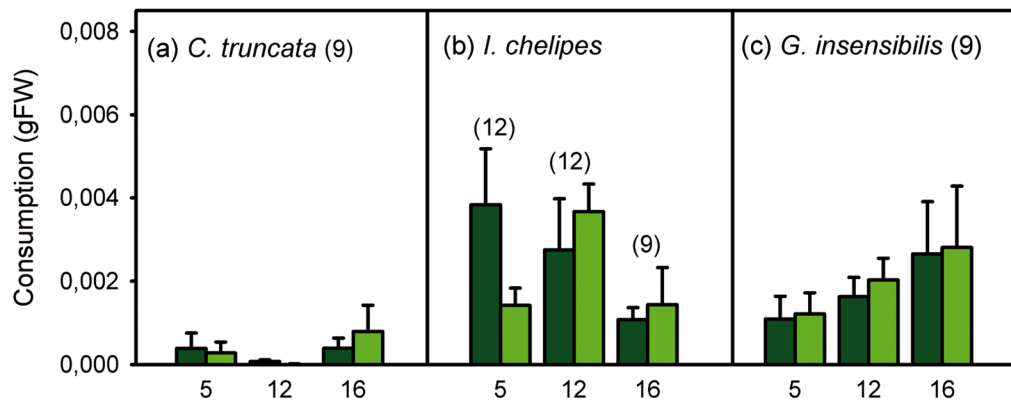 Consumption (gFW)
0,008
0,006
0,004
0,002
0,000
(a) C. truncata (9)
5 12 16
(b) I. chelipes
(12)
(12)
(9)
5 12 16
(c) G. insensibilis (9)
5 12 16